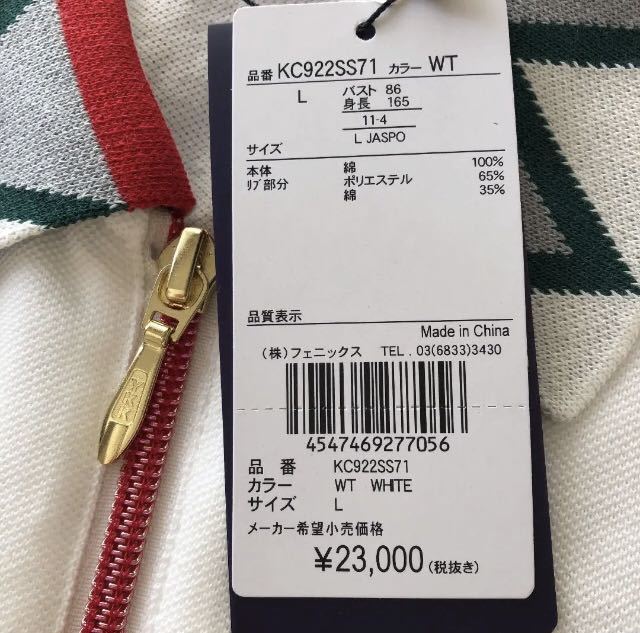 品番 KC922SS71 カラー WT
L バスト 86
身長 165
11-4
L JASPO
サイズ
本体 綿 100%
ﾘﾌﾞ部分 ポリエステル 65%
綿 35%
品質表示
Made in China
(株)フェニックス TEL. 03(6833)3430
4547469277056
品 番 KC922SS71
カラー WT WHITE
サイズ L
メーカー希望小売価格
¥23,000(税抜き)